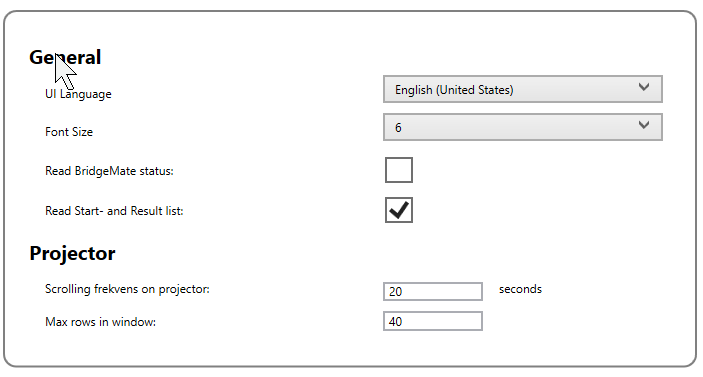 General
UI Language English (United States)
Font Size 6
Read BridgeMate status:
Read Start- and Result list:
Projector
Scrolling frekvens on projector: 20 seconds
Max rows in window: 40